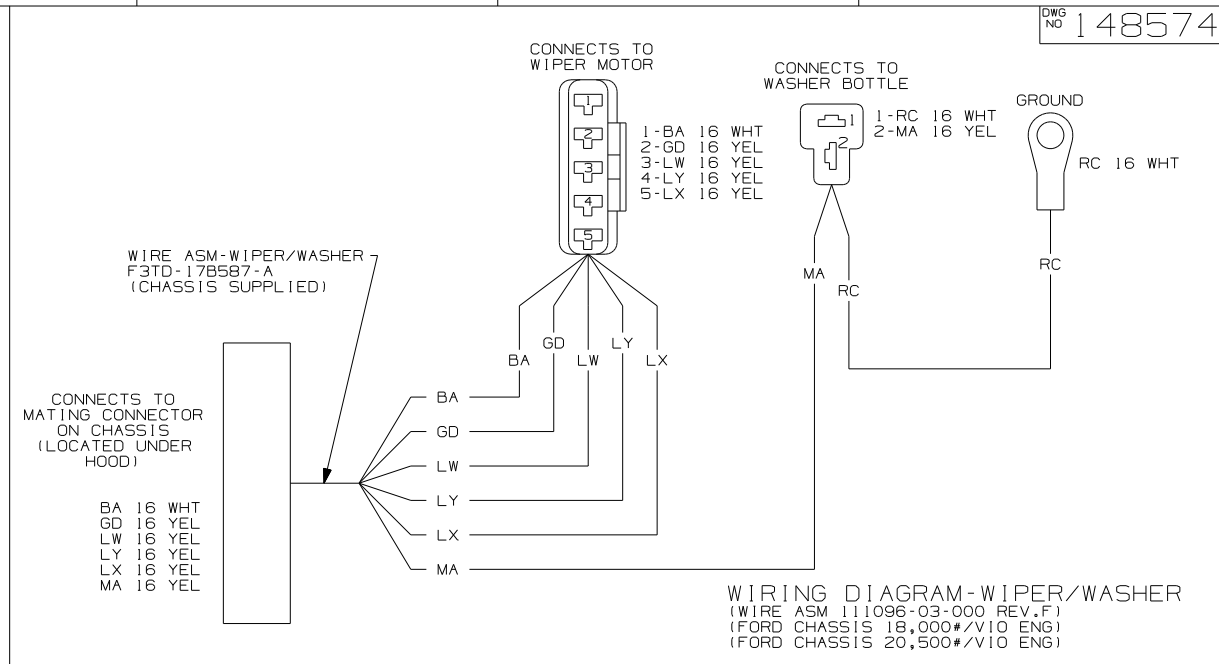 DWG NO 148574
CONNECTS TO
WIPER MOTOR
1
2
3
4
5
1-BA 16 WHT
2-GD 16 YEL
3-LW 16 YEL
4-LY 16 YEL
5-LX 16 YEL
CONNECTS TO
WASHER BOTTLE
1
2
1-RC 16 WHT
2-MA 16 YEL
GROUND
RC 16 WHT
WIRE ASM-WIPER/WASHER
F3TD-17B587-A
(CHASSIS SUPPLIED)
MA
RC
RC
BA
GD
LW
LY
LX
CONNECTS TO
MATING CONNECTOR
ON CHASSIS
(LOCATED UNDER
HOOD)
BA 16 WHT
GD 16 YEL
LW 16 YEL
LY 16 YEL
LX 16 YEL
MA 16 YEL
BA
GD
LW
LY
LX
MA
WIRING DIAGRAM-WIPER/WASHER
(WIRE ASM 111096-03-000 REV.F)
(FORD CHASSIS 18,000#/V10 ENG)
(FORD CHASSIS 20,500#/V10 ENG)